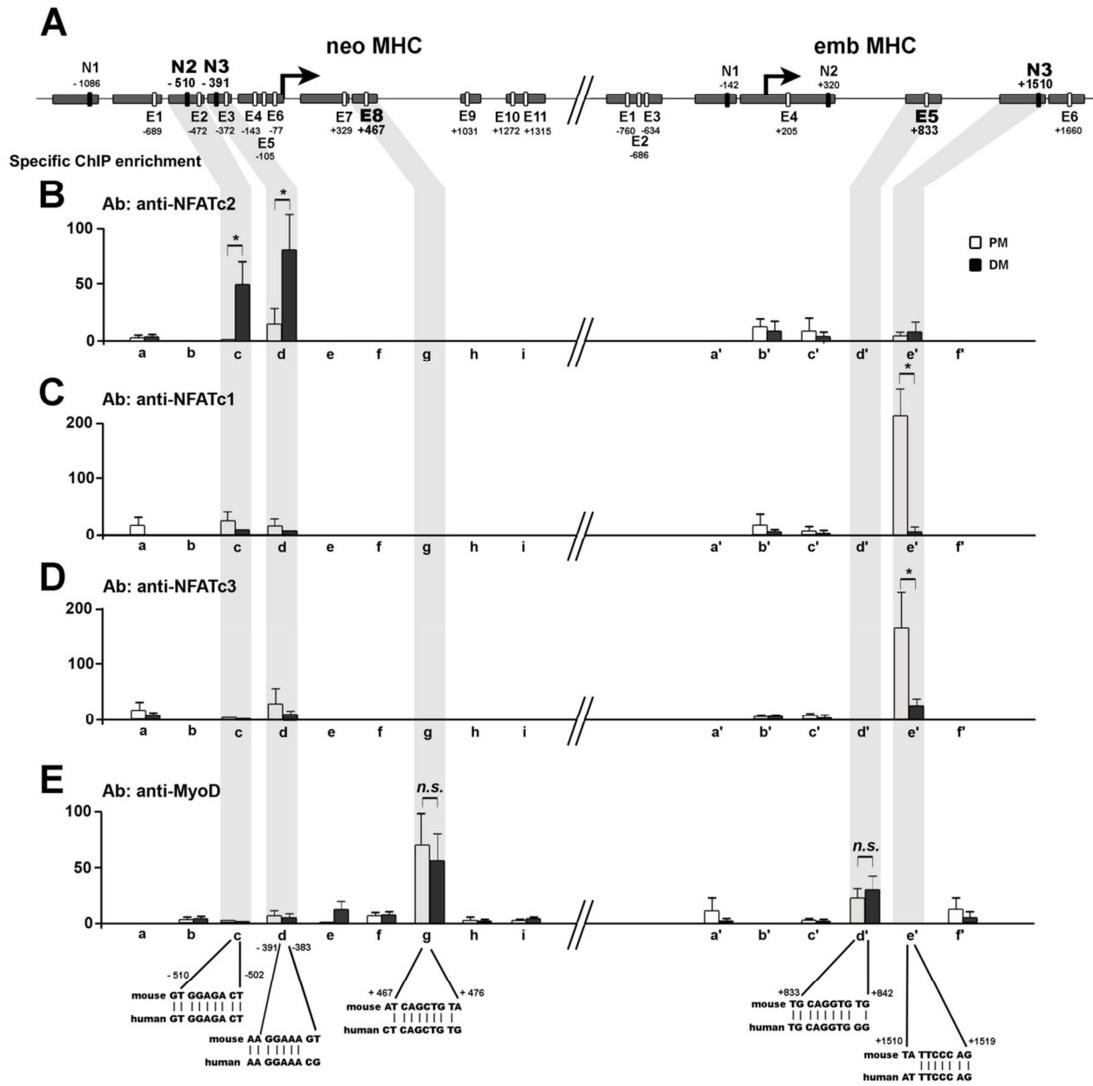 A
neo MHC
emb MHC
N1
- 1086
N2
- 510
N3
- 391
N1
-142
N2
+320
N3
+1510
E1
-689
E2
-472
E3
-372
E4
-143
E5
-105
E6
-77
E7
+329
E8
+467
E9
+1031
E10
+1272
E11
+1315
E1
-760
E2
-686
E3
-634
E4
+205
E5
+833
E6
+1660
Specific ChIP enrichment
B Ab: anti-NFATc2
100
50
0
* *
PM
DM
a b c d e f g h i a' b' c' d' e' f'
C Ab: anti-NFATc1
200
100
0
*
a b c d e f g h i a' b' c' d' e' f'
D Ab: anti-NFATc3
200
100
0
*
a b c d e f g h i a' b' c' d' e' f'
E Ab: anti-MyoD
100
50
0
n.s. n.s.
a b c d e f g h i a' b' c' d' e' f'
- 510 -502
mouse GT GGAGA CT
human GT GGAGA CT
- 391 -383
mouse AA GGAAA GT
human AA GGAAA CG
+ 467 + 476
mouse AT CAGCTG TA
human CT CAGCTG TG
+833 +842
mouse TG CAGGTG TG
human TG CAGGTG GG
+1510 +1519
mouse TA TTCCC AG
human AT TTCCC AG